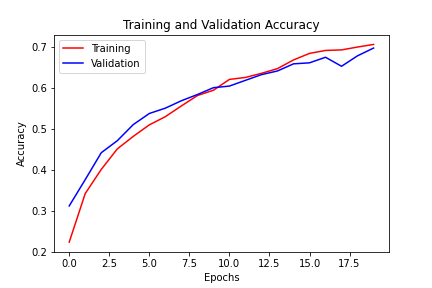 Training and Validation Accuracy
Training
Validation
0.7
0.6
0.5
0.4
0.3
0.2
Accuracy
0.0 2.5 5.0 7.5 10.0 12.5 15.0 17.5
Epochs